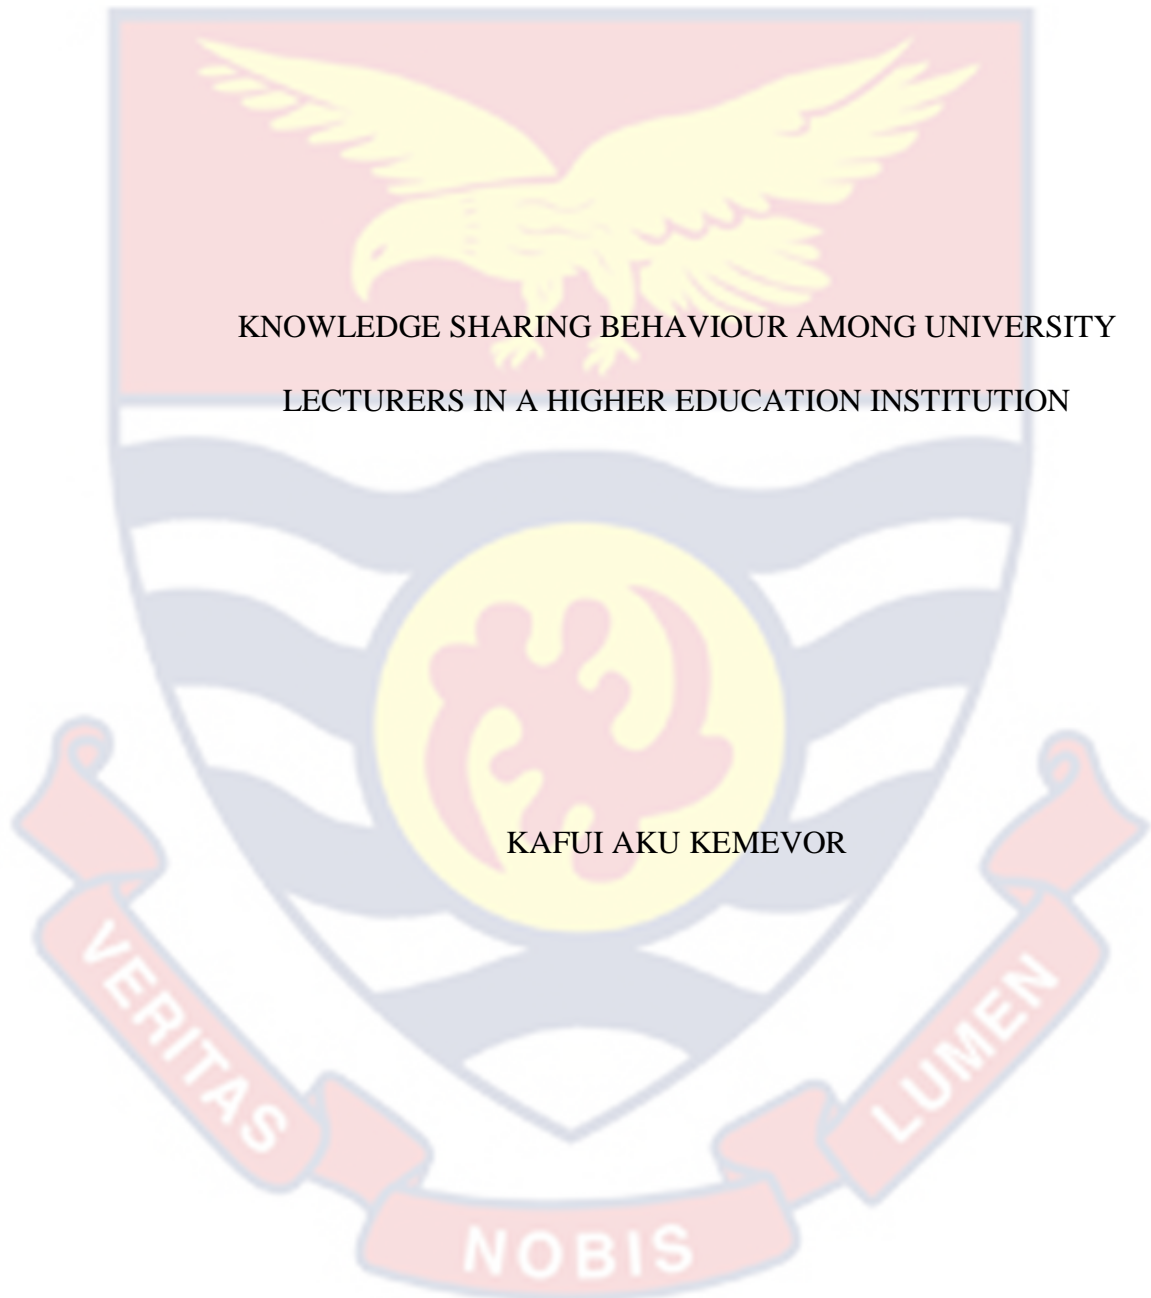 KNOWLEDGE SHARING BEHAVIOUR AMONG UNIVERSITY
LECTURERS IN A HIGHER EDUCATION INSTITUTION
KAFUI AKU KEMEVOR
VERITAS
NOBIS
LUMEN